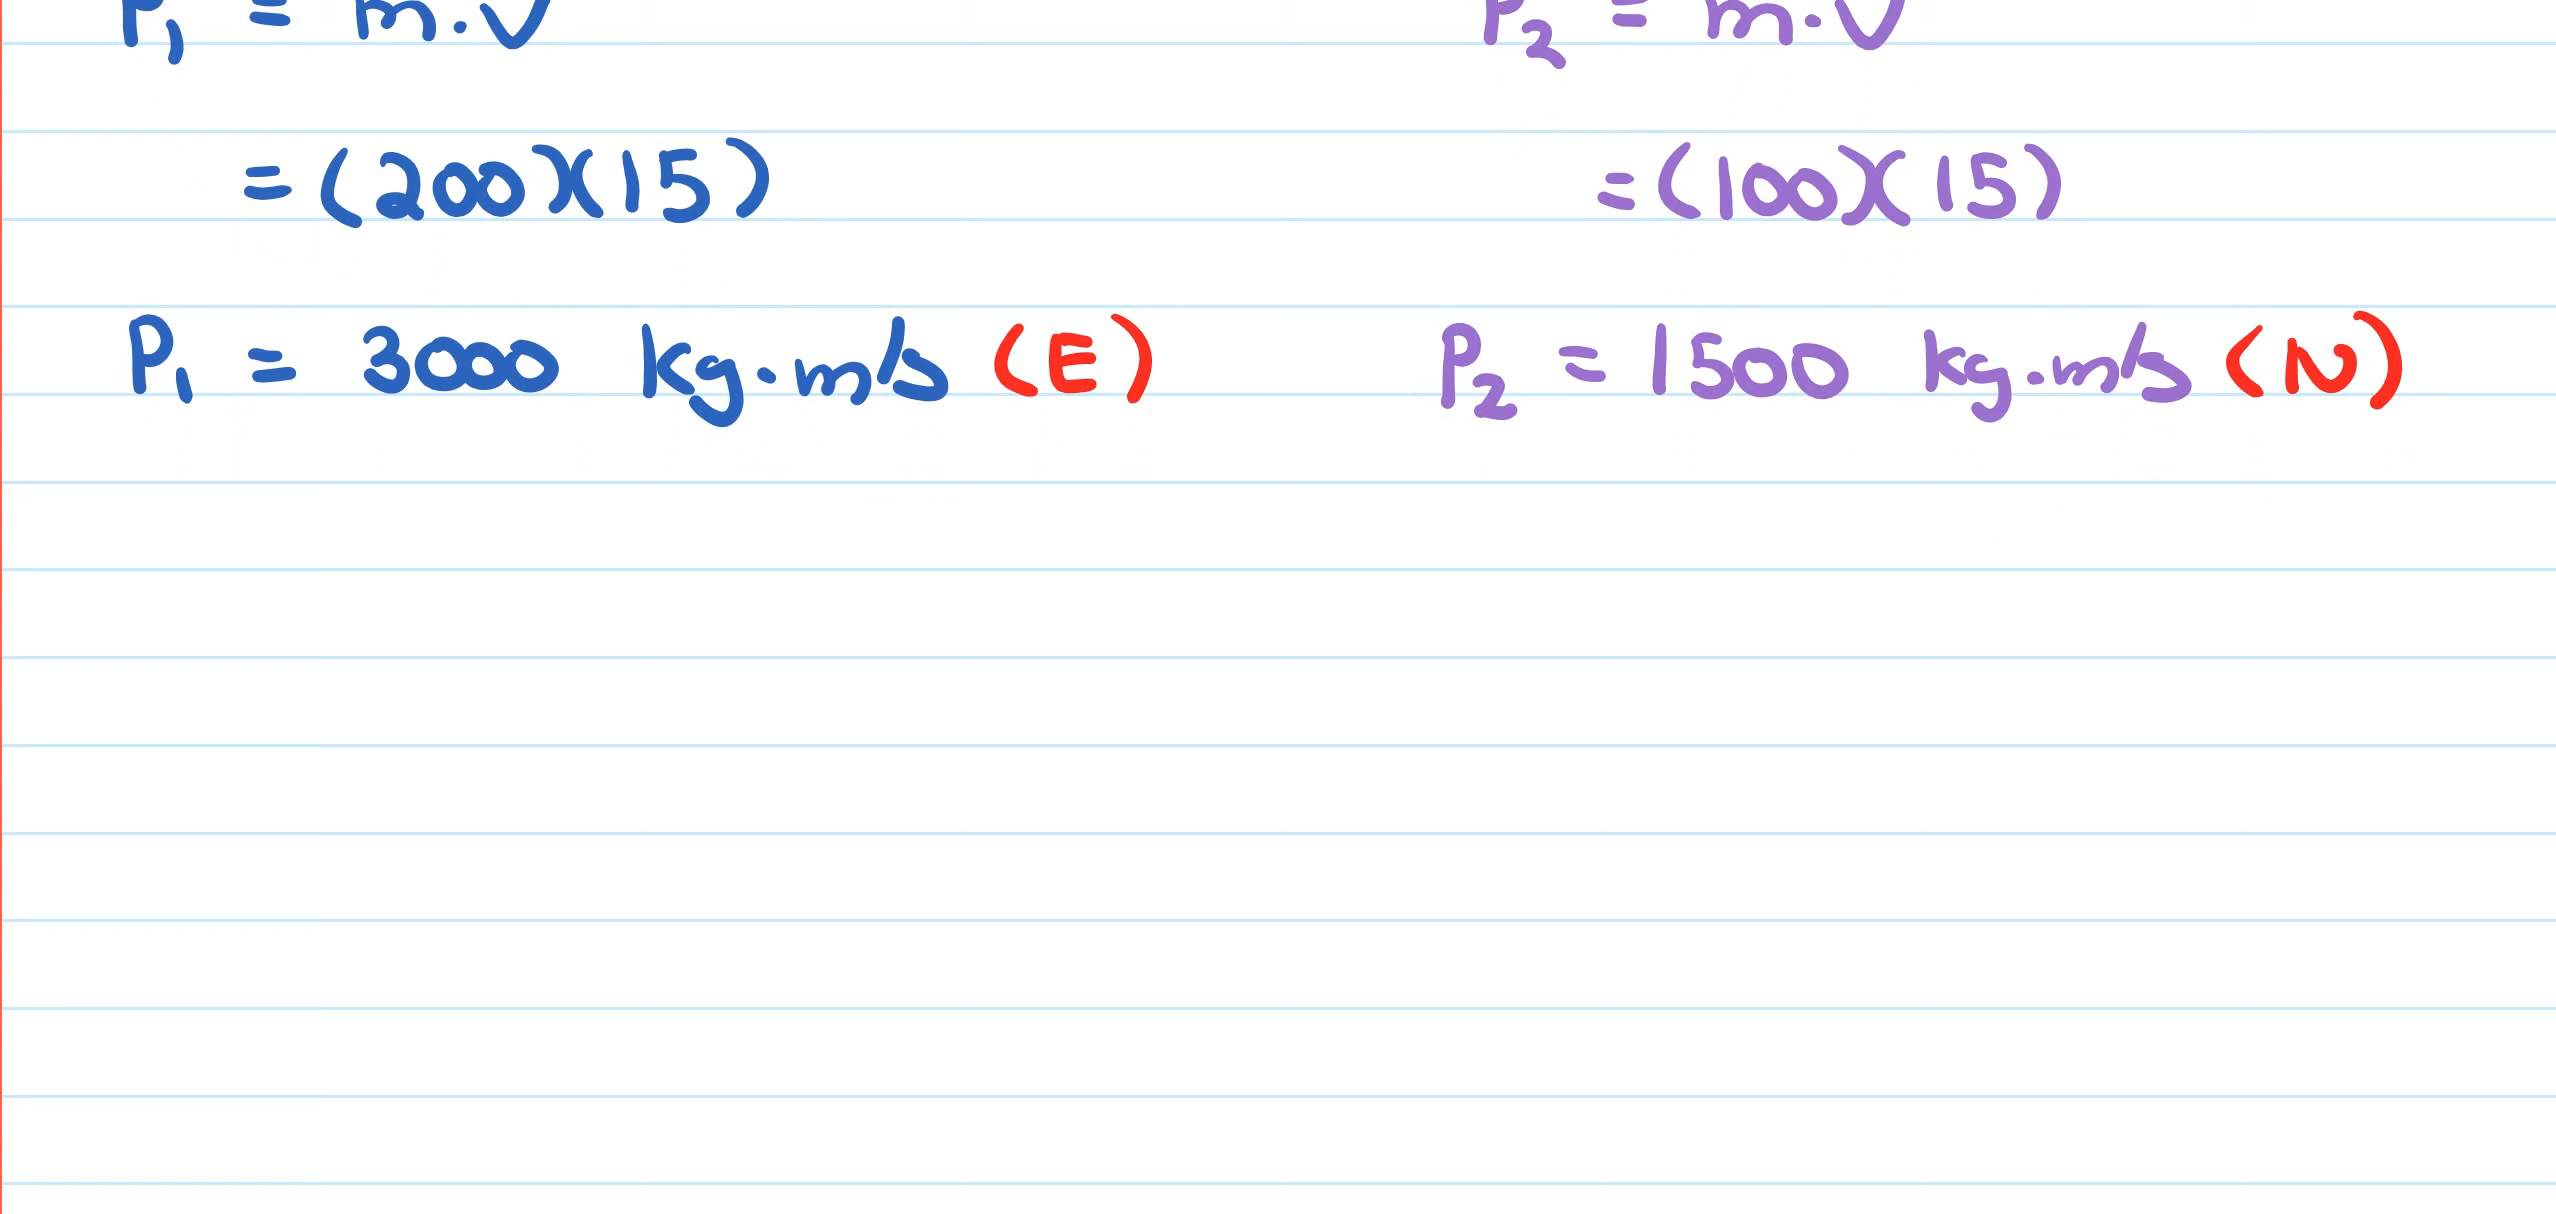 P₁ = m.V P₂ = m.V
= (200)(15) = (100)(15)
P₁ = 3000 kg.m/s (E) P₂ = 1500 kg.m/s (N)